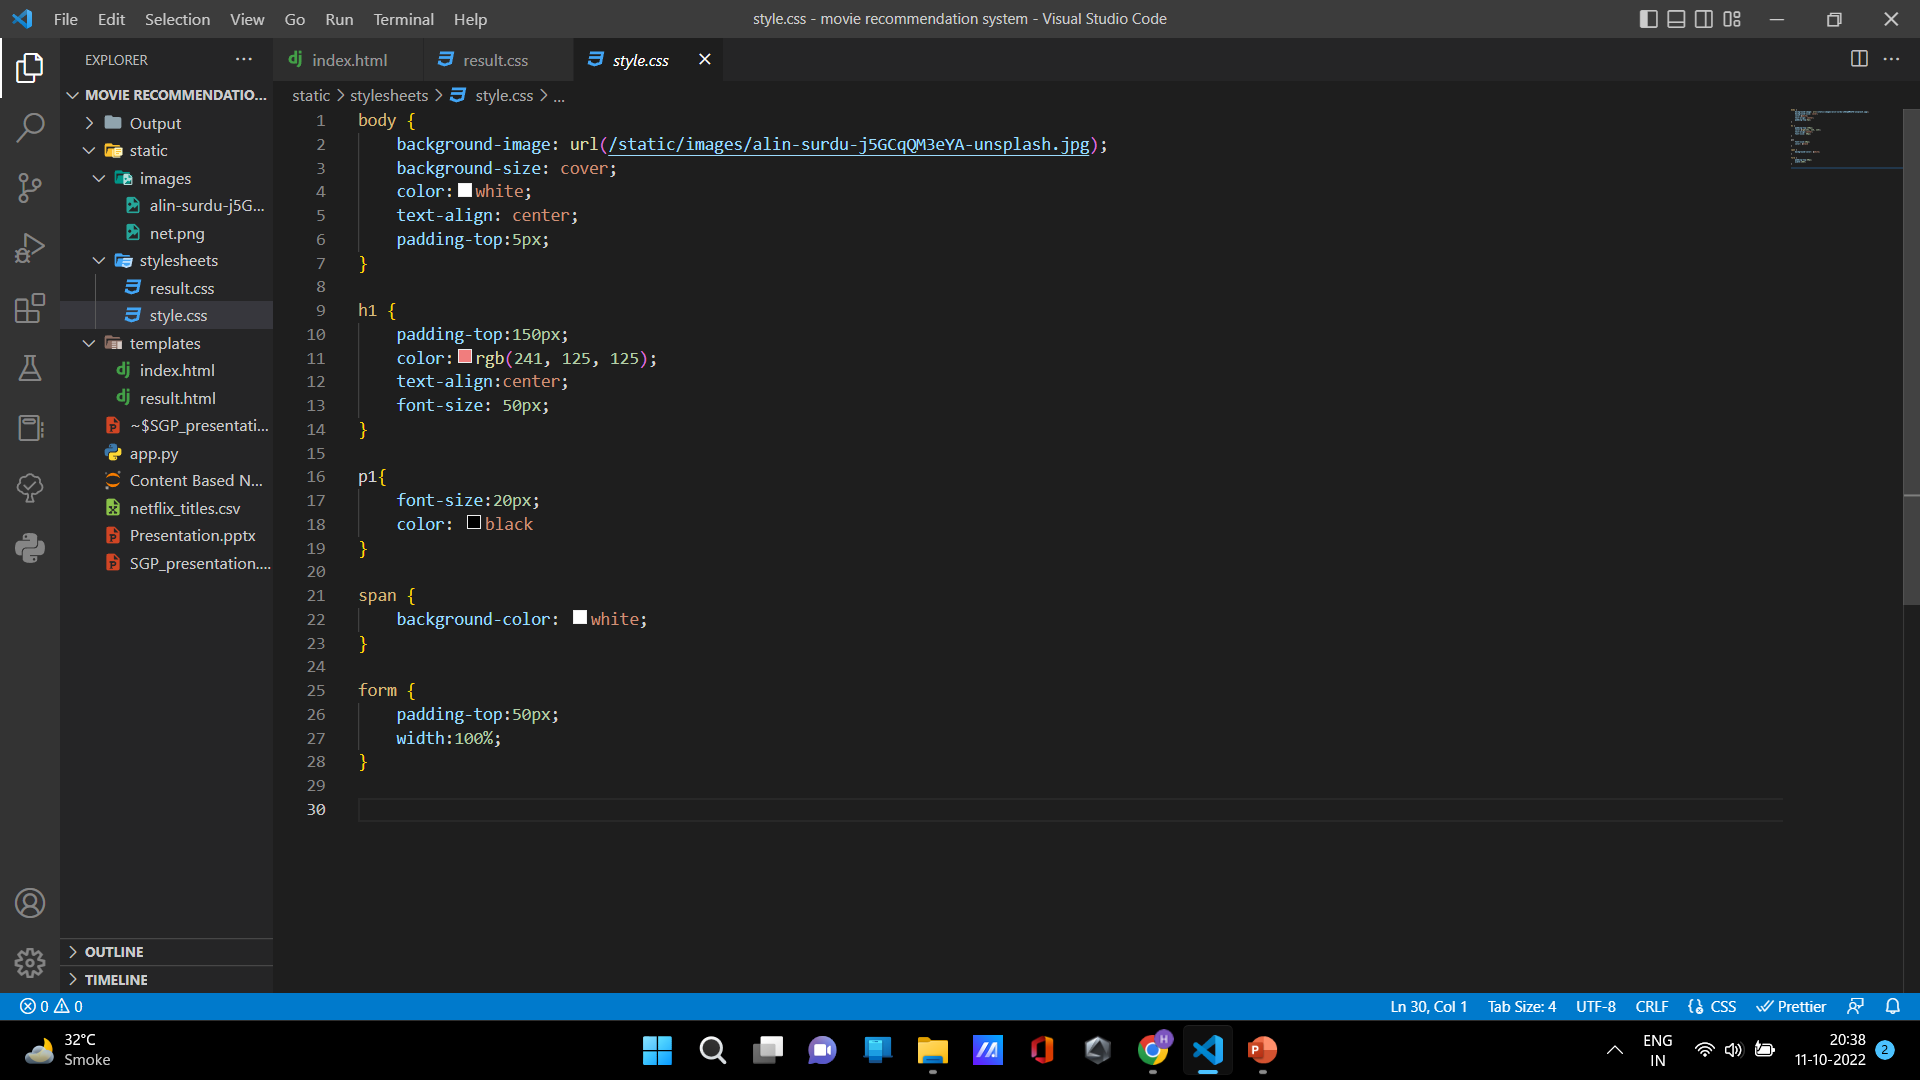 File Edit Selection View Go Run Terminal Help
style.css - movie recommendation system - Visual Studio Code
EXPLORER
index.html
result.css
style.css
MOVIE RECOMMENDATIO...
static > stylesheets > style.css > ...
Output
static
images
alin-surdu-j5G...
net.png
stylesheets
result.css
style.css
templates
index.html
result.html
~$SGP_presentati...
app.py
Content Based N...
netflix_titles.csv
Presentation.pptx
SGP_presentation....
OUTLINE
TIMELINE
1 body {
2 background-image: url(/static/images/alin-surdu-j5GCqQM3eYA-unsplash.jpg);
3 background-size: cover;
4 color: white;
5 text-align: center;
6 padding-top:5px;
7 }
8
9 h1 {
10 padding-top:150px;
11 color: rgb(241, 125, 125);
12 text-align:center;
13 font-size: 50px;
14 }
15
16 p1{
17 font-size:20px;
18 color: black
19 }
20
21 span {
22 background-color: white;
23 }
24
25 form {
26 padding-top:50px;
27 width:100%;
28 }
29
30
0 0
Ln 30, Col 1 Tab Size: 4 UTF-8 CRLF CSS Prettier
32°C
Smoke
H
P
ENG
IN
20:38
11-10-2022
2